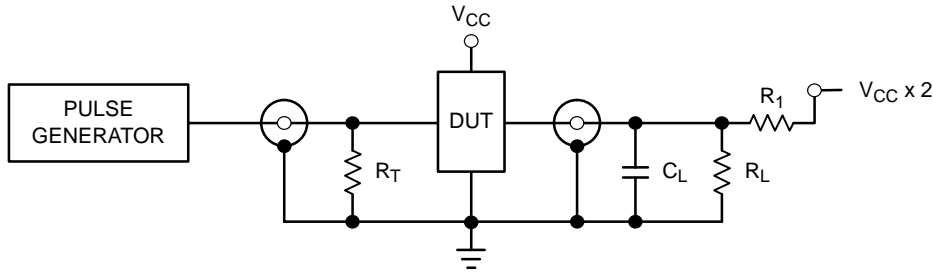 V_CC
PULSE
GENERATOR
DUT
R_T
C_L
R_L
R_1
V_CC x 2